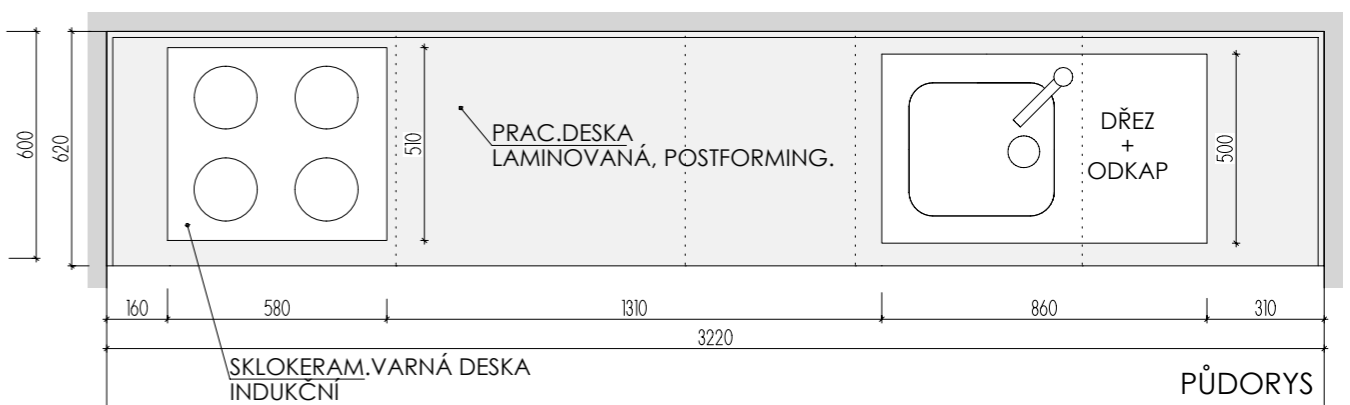 600
620
510
PRAC.DESKA
LAMINOVANÁ, POSTFORMING.
DŘEZ
+
ODKAP
500
160
580
1310
860
310
3220
SKLOKERAM.VARNÁ DESKA
INDUKČNÍ
PŮDORYS